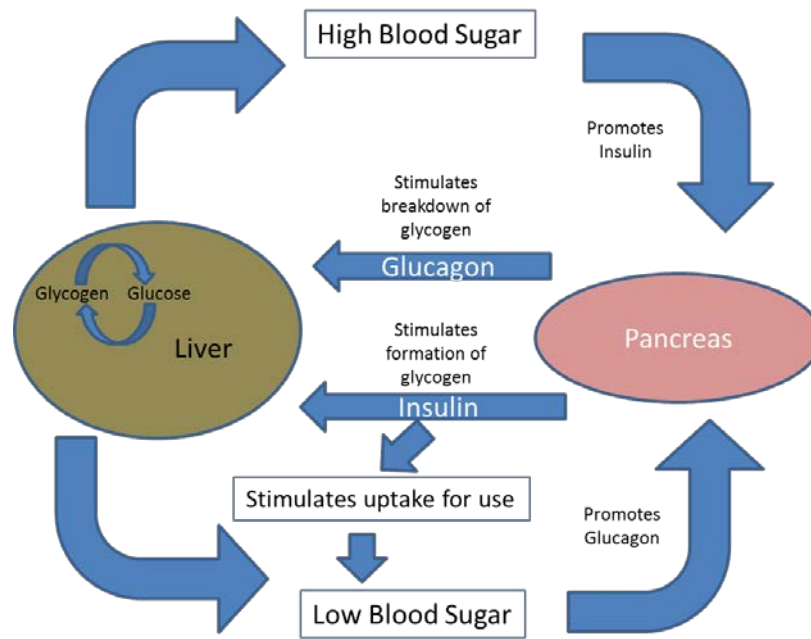 High Blood Sugar
Promotes
Insulin
Stimulates
breakdown of
glycogen
Glucagon
Glycogen
Glucose
Liver
Pancreas
Stimulates
formation of
glycogen
Insulin
Stimulates uptake for use
Promotes
Glucagon
Low Blood Sugar